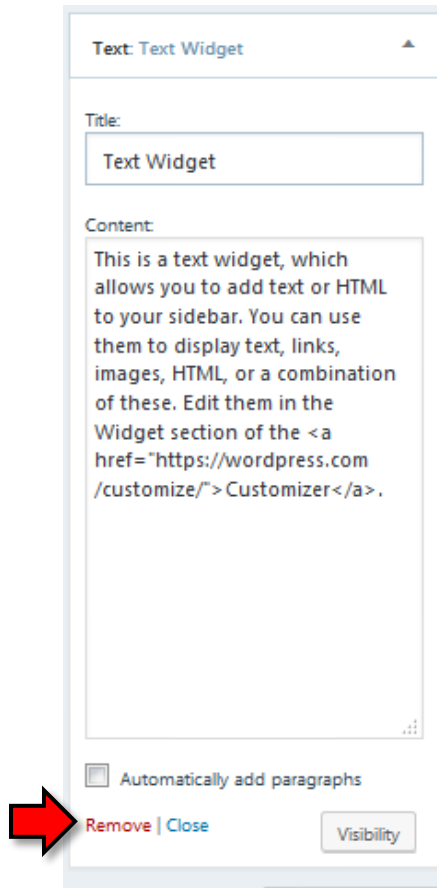 Text: Text Widget
Title:
Text Widget
Content:
This is a text widget, which
allows you to add text or HTML
to your sidebar. You can use
them to display text, links,
images, HTML, or a combination
of these. Edit them in the
Widget section of the <a
href="https://wordpress.com
/customize/">Customizer</a>.
Automatically add paragraphs
Remove | Close
Visibility